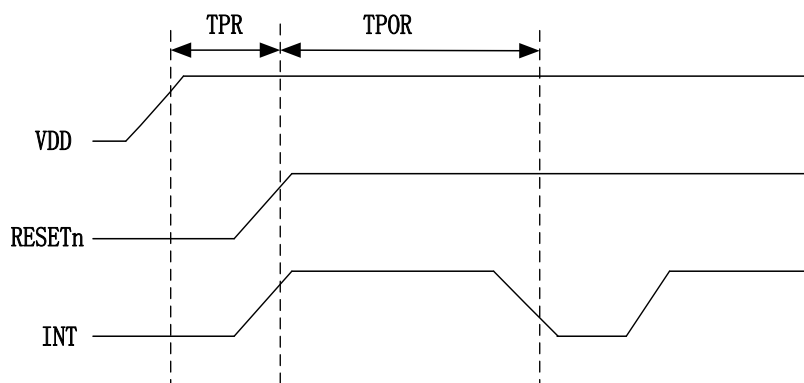 TPR
TPOR
VDD
RESETn
INT